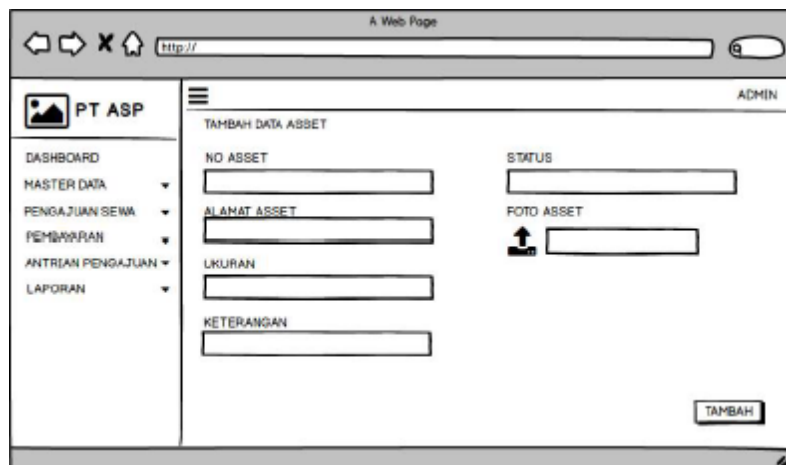 A Web Page
http://
PT ASP
ADMIN
TAMBAH DATA ASSET
DASHBOARD
MASTER DATA
PENGAJUAN SEWA
PEMBAYARAN
ANTRIAN PENGAJUAN
LAPORAN
NO ASSET
ALAMAT ASSET
UKURAN
KETERANGAN
STATUS
FOTO ASSET
TAMBAH